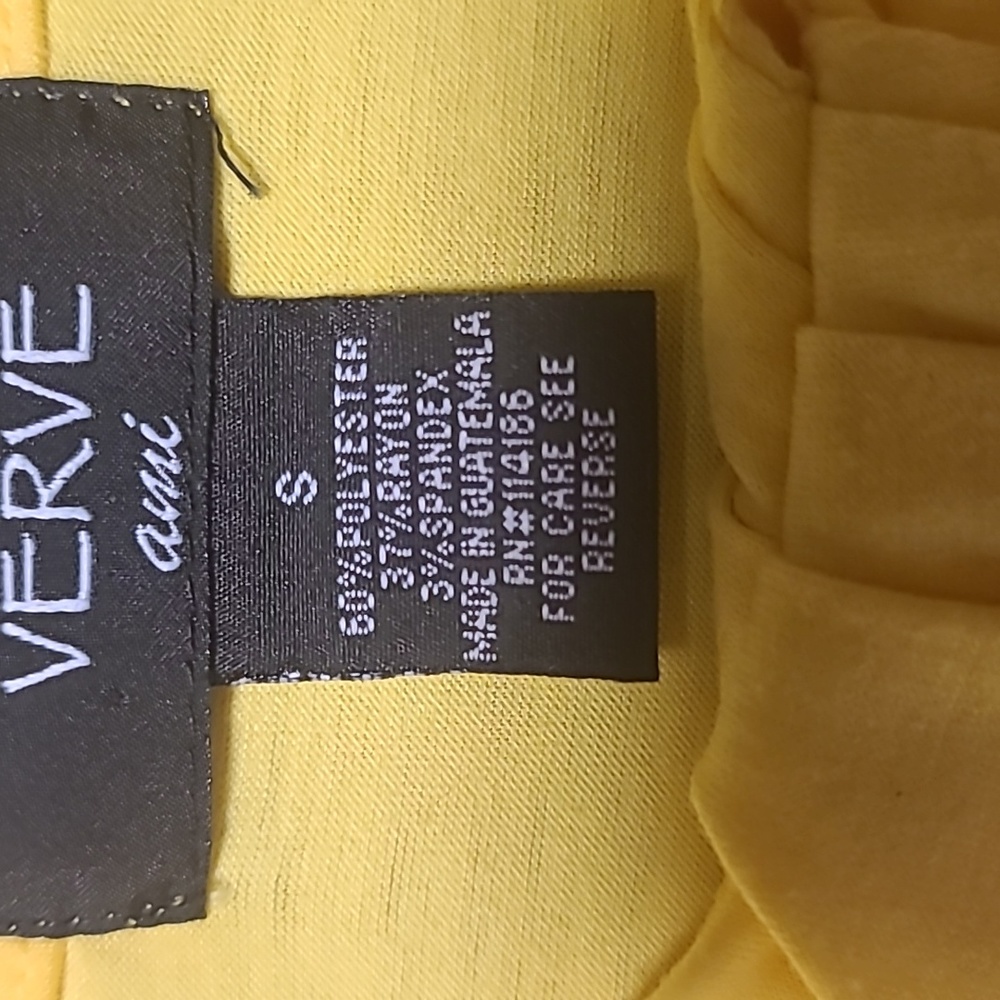 VERVE
ami
S
60%POLYESTER
37%RAYON
3%SPANDEX
MADE IN GUATEMALA
RN#114186
FOR CARE SEE
REVERSE